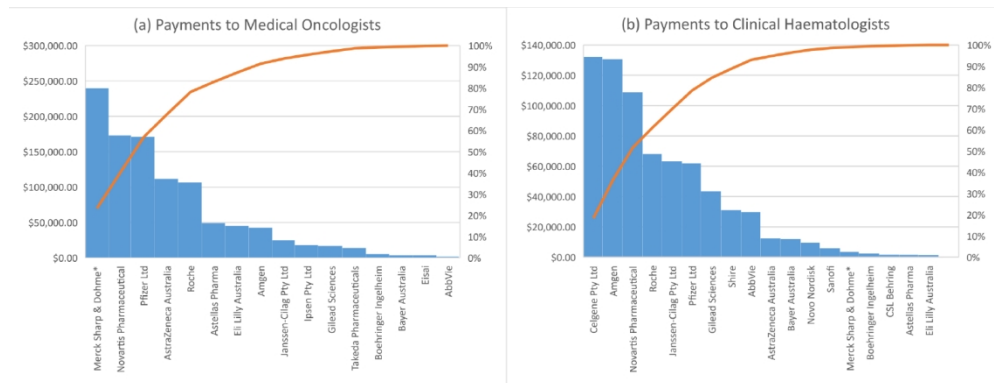 (a) Payments to Medical Oncologists
$300,000.00
$250,000.00
$200,000.00
$150,000.00
$100,000.00
$50,000.00
$0.00
100%
90%
80%
70%
60%
50%
40%
30%
20%
10%
0%
Merck Sharp & Dohme*
Novartis Pharmaceutical
Pfizer Ltd
AstraZeneca Australia
Roche
Astellas Pharma
Eli Lilly Australia
Amgen
Janssen-Cilag Pty Ltd
Ipsen Pty Ltd
Gilead Sciences
Takeda Pharmaceuticals
Boehringer Ingelheim
Bayer Australia
Eisai
AbbVie
(b) Payments to Clinical Haematologists
$140,000.00
$120,000.00
$100,000.00
$80,000.00
$60,000.00
$40,000.00
$20,000.00
$0.00
100%
90%
80%
70%
60%
50%
40%
30%
20%
10%
0%
Celgene Pty Ltd
Amgen
Novartis Pharmaceutical
Roche
Janssen-Cilag Pty Ltd
Pfizer Ltd
Gilead Sciences
Shire
AbbVie
AstraZeneca Australia
Bayer Australia
Novo Nordisk
Sanofi
Merck Sharp & Dohme*
Boehringer Ingelheim
CSL Behring
Astellas Pharma
Eli Lilly Australia